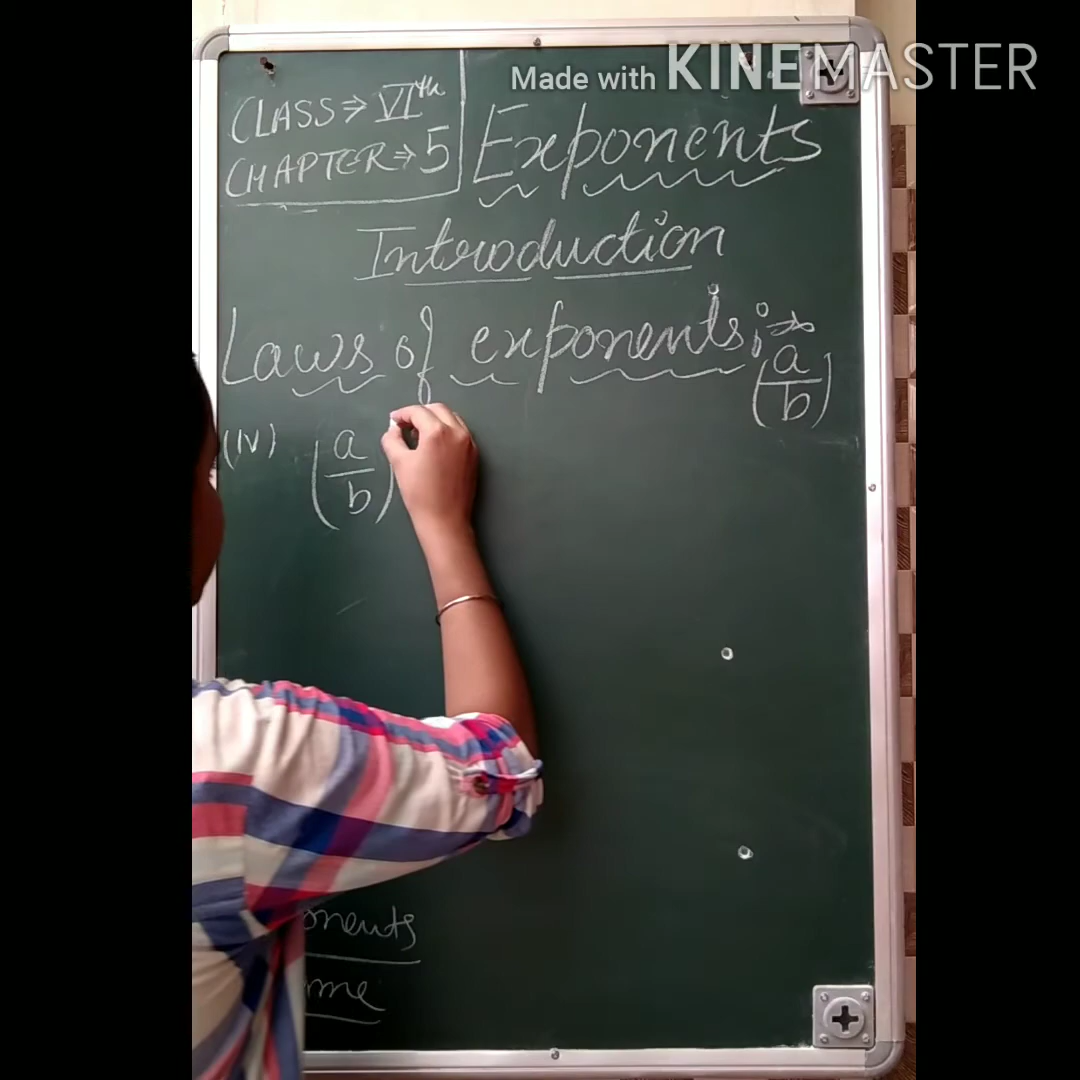 Made with KINEMASTER
CLASS⇒ VIth
CHAPTER⇒ 5
Exponents
Introduction
Laws of exponents:⇒
(a/b)
(IV) (a/b)